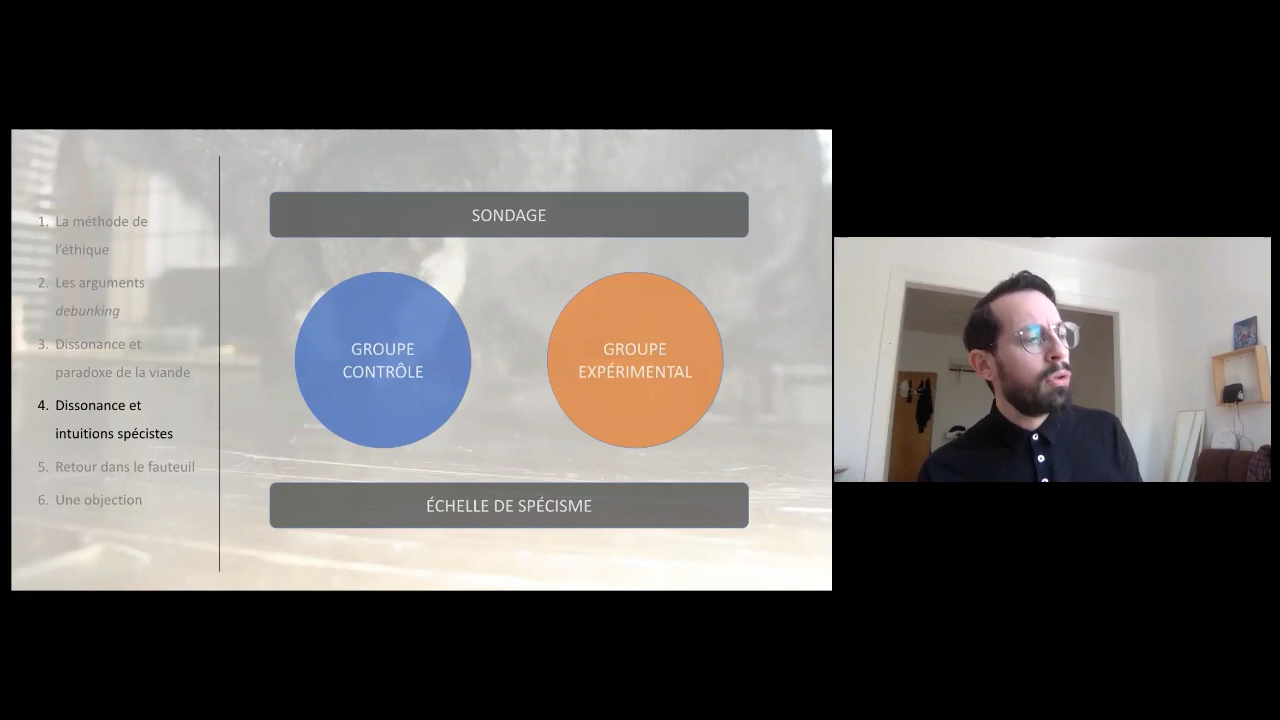 1. La méthode de
l'éthique
2. Les arguments
debunking
3. Dissonance et
paradoxe de la viande
4. Dissonance et
intuitions spécistes
5. Retour dans le fauteuil
6. Une objection
SONDAGE
GROUPE
CONTRÔLE
GROUPE
EXPÉRIMENTAL
ÉCHELLE DE SPÉCISME